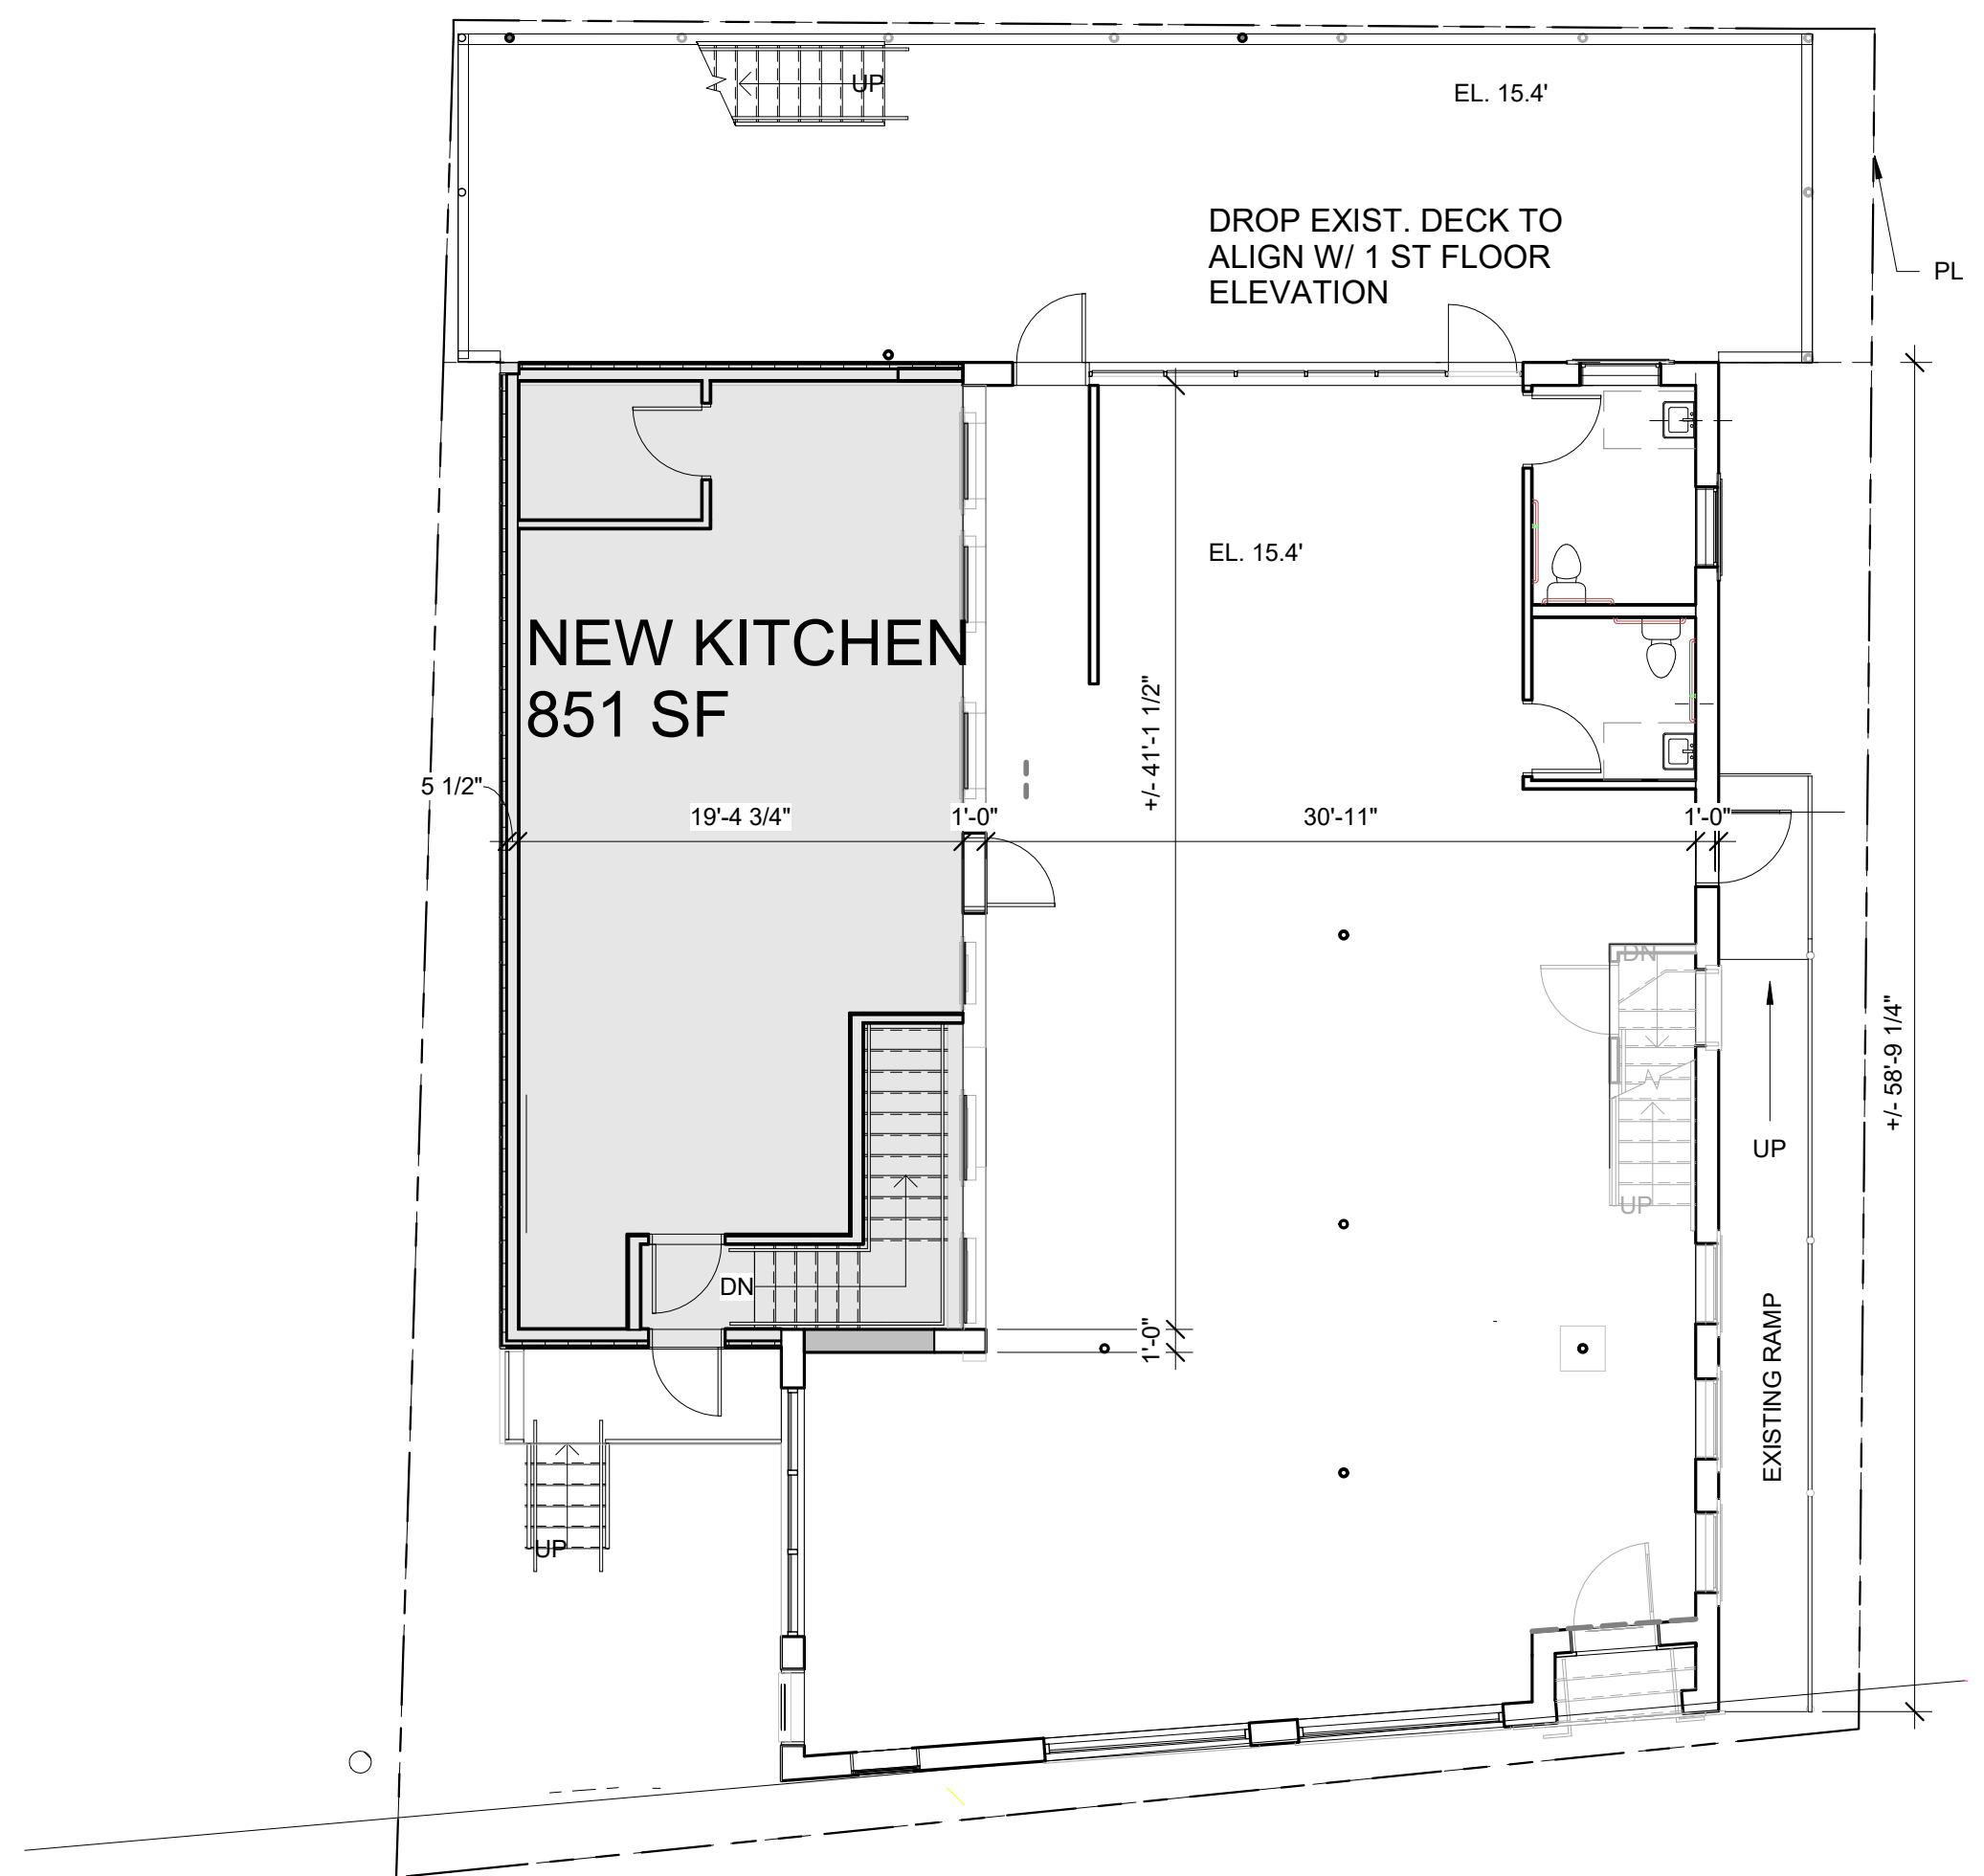 UP
EL. 15.4'
DROP EXIST. DECK TO
ALIGN W/ 1 ST FLOOR
ELEVATION
PL
EL. 15.4'
NEW KITCHEN
851 SF
+/- 41'-1 1/2"
5 1/2"
19'-4 3/4"
1'-0"
30'-11"
1'-0"
DN
+/- 58'-9 1/4"
UP
UP
DN
1'-0"
EXISTING RAMP
UP